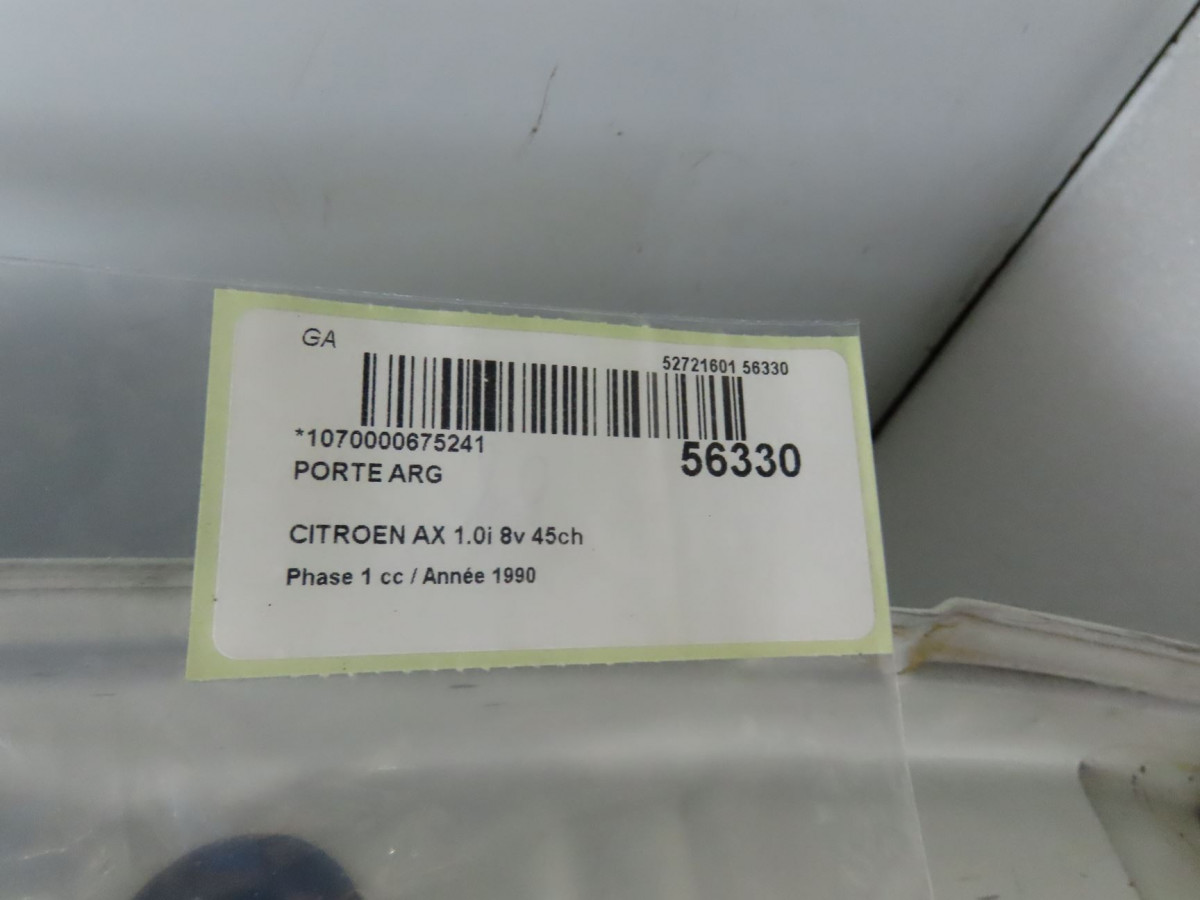 GA
52721601 56330
*1070000675241
56330
PORTE ARG
CITROEN AX 1.0i 8v 45ch
Phase 1 cc / Année 1990